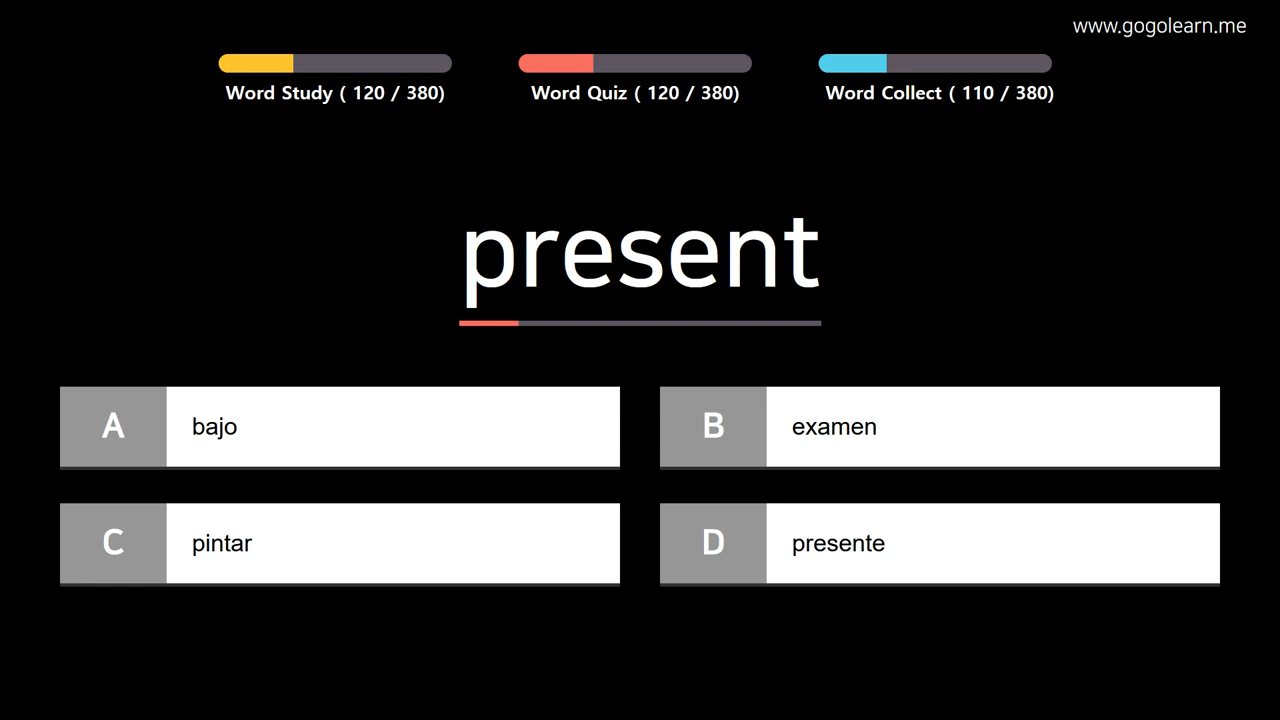 www.gogolearn.me
Word Study ( 120 / 380)
Word Quiz ( 120 / 380)
Word Collect ( 110 / 380)
present
A bajo
B examen
C pintar
D presente